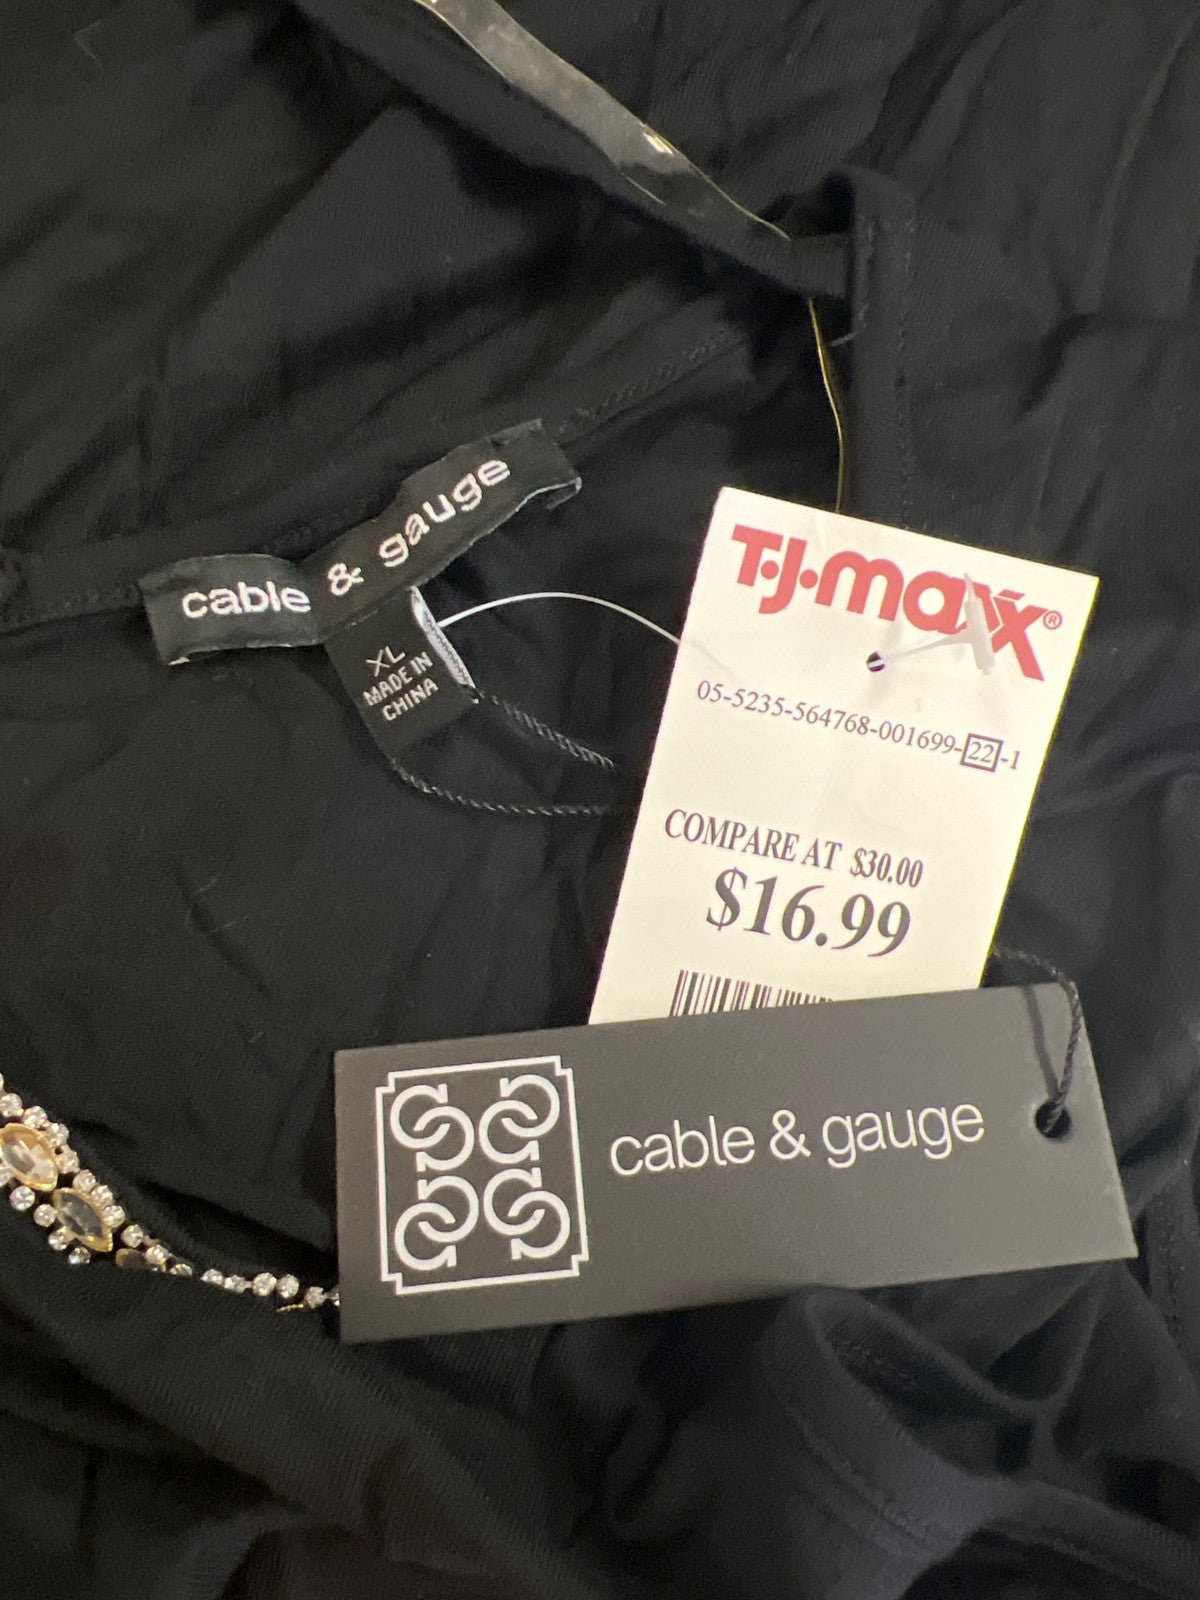 cable & gauge
XL
MADE IN
CHINA
T·J·maxx®
05-5235-564768-001699-22-1
COMPARE AT $30.00
$16.99
cable & gauge